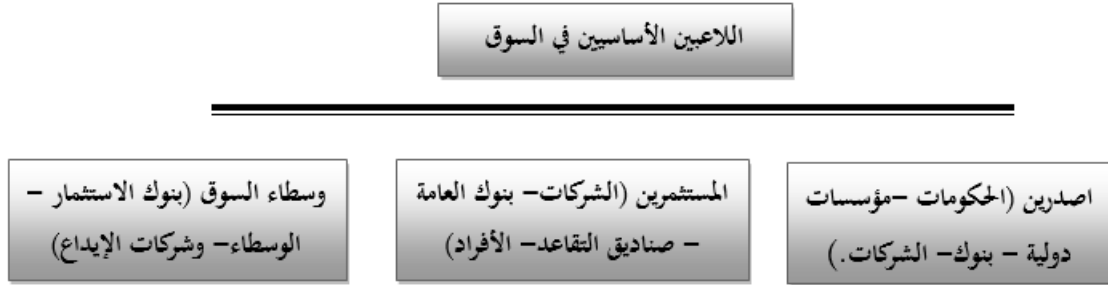 اللاعبين الأساسيين في السوق
اصدرين (الحكومات –مؤسسات
دولية – بنوك– الشركات.)
المستثمرين (الشركات– بنوك العامة
– صناديق التقاعد– الأفراد)
وسطاء السوق (بنوك الاستثمار –
الوسطاء– وشركات الإيداع)